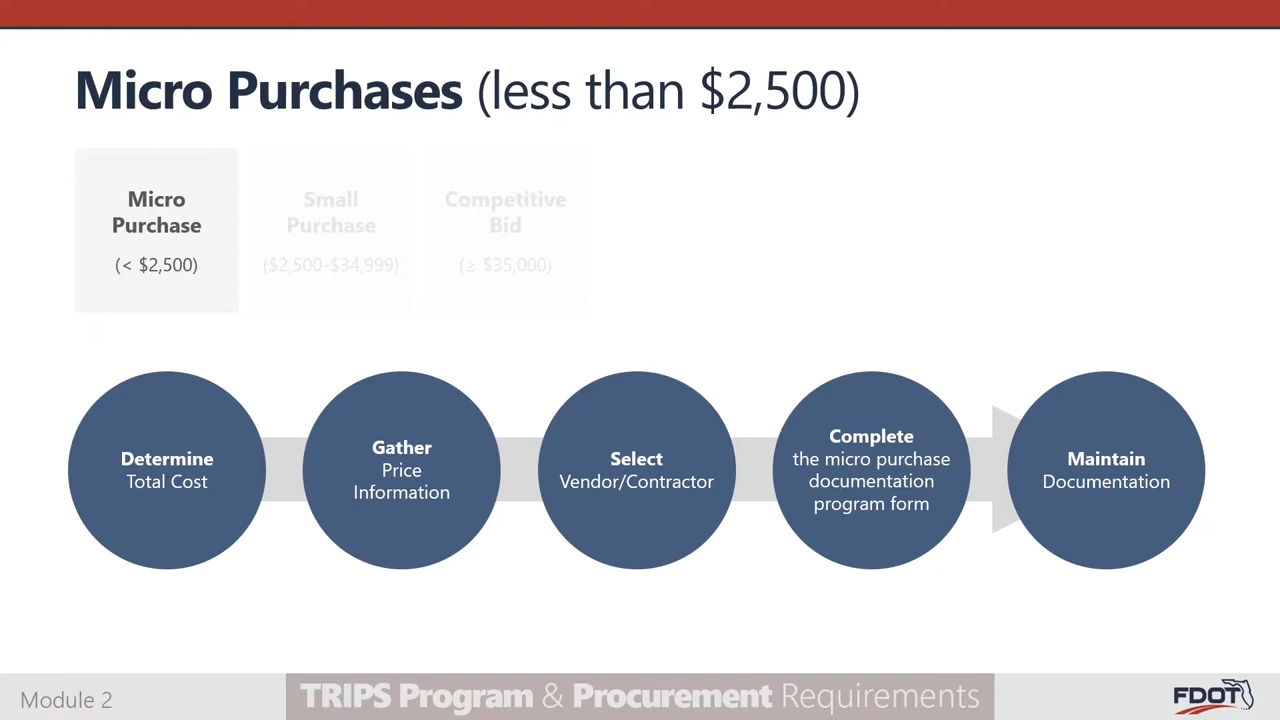 Micro Purchases (less than $2,500)
Micro
Purchase
(< $2,500)
Small
Purchase
($2,500-$34,999)
Competitive
Bid
(≥ $35,000)
Determine
Total Cost
Gather
Price
Information
Select
Vendor/Contractor
Complete
the micro purchase
documentation
program form
Maintain
Documentation
Module 2
TRIPS Program & Procurement Requirements
FDOT